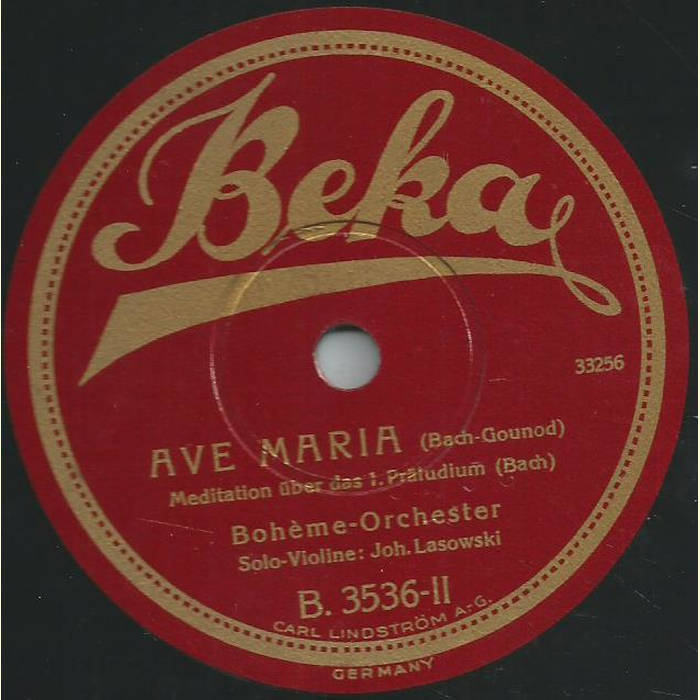 Beka
33256
AVE MARIA (Bach-Gounod)
Meditation über das 1. Präludium (Bach)
Bohème-Orchester
Solo-Violine: Joh. Lasowski
B. 3536-II
CARL LINDSTRÖM A.-G.
GERMANY